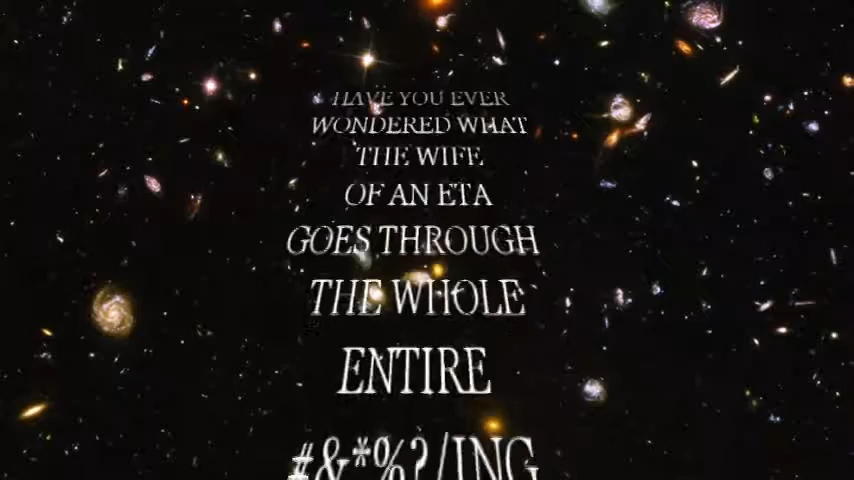 HAVE YOU EVER
WONDERED WHAT
THE WIFE
OF AN ETA
GOES THROUGH
THE WHOLE
ENTIRE
#&*%?/ING